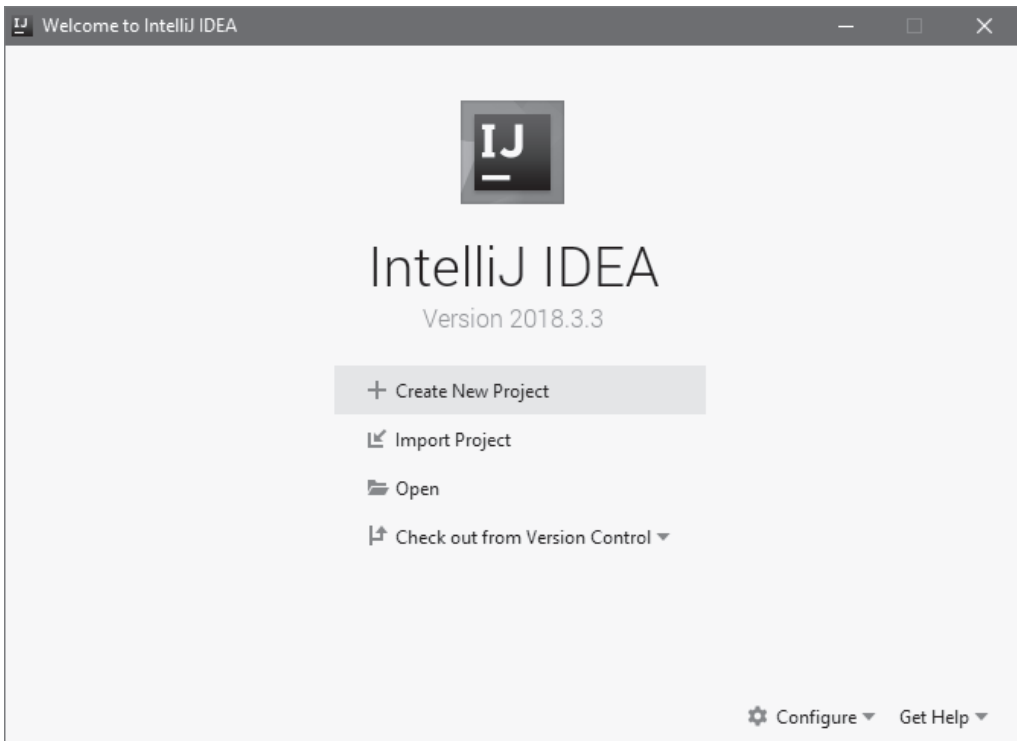 Welcome to IntelliJ IDEA
IJ
IntelliJ IDEA
Version 2018.3.3
Create New Project
Import Project
Open
Check out from Version Control
Configure Get Help